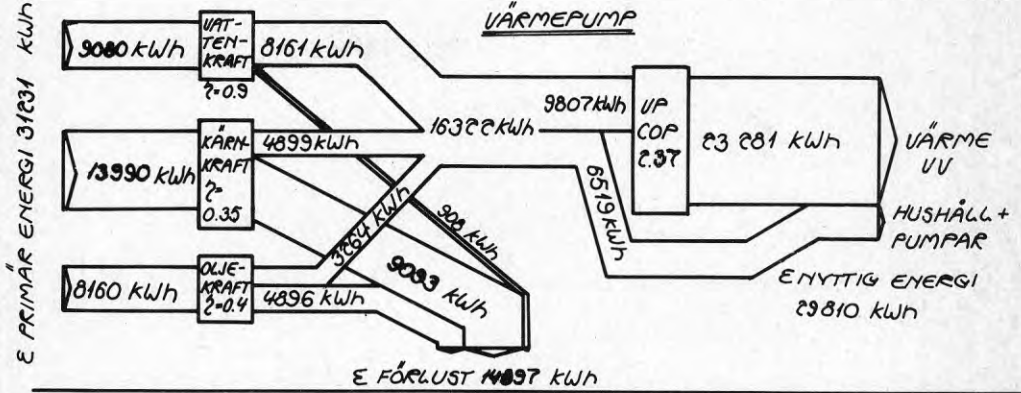 VÄRMEPUMP
Σ PRIMÄR ENERGI 31231 kWh
9080 kWh
VAT-
TEN-
KRAFT
η=0.9
8161 kWh
13990 kWh
KÄRN-
KRAFT
η=
0.35
4899 kWh
8160 kWh
OLJE-
KRAFT
η=0.4
4896 kWh
3264 kWh
908 kWh
9093 kWh
16322 kWh
9807 kWh
6519 kWh
VP
COP
2.37
23 281 kWh
VÄRME
VV
HUSHÅLL +
PUMPAR
Σ NYTTIG ENERGI
29810 kWh
Σ FÖRLUST 14897 kWh